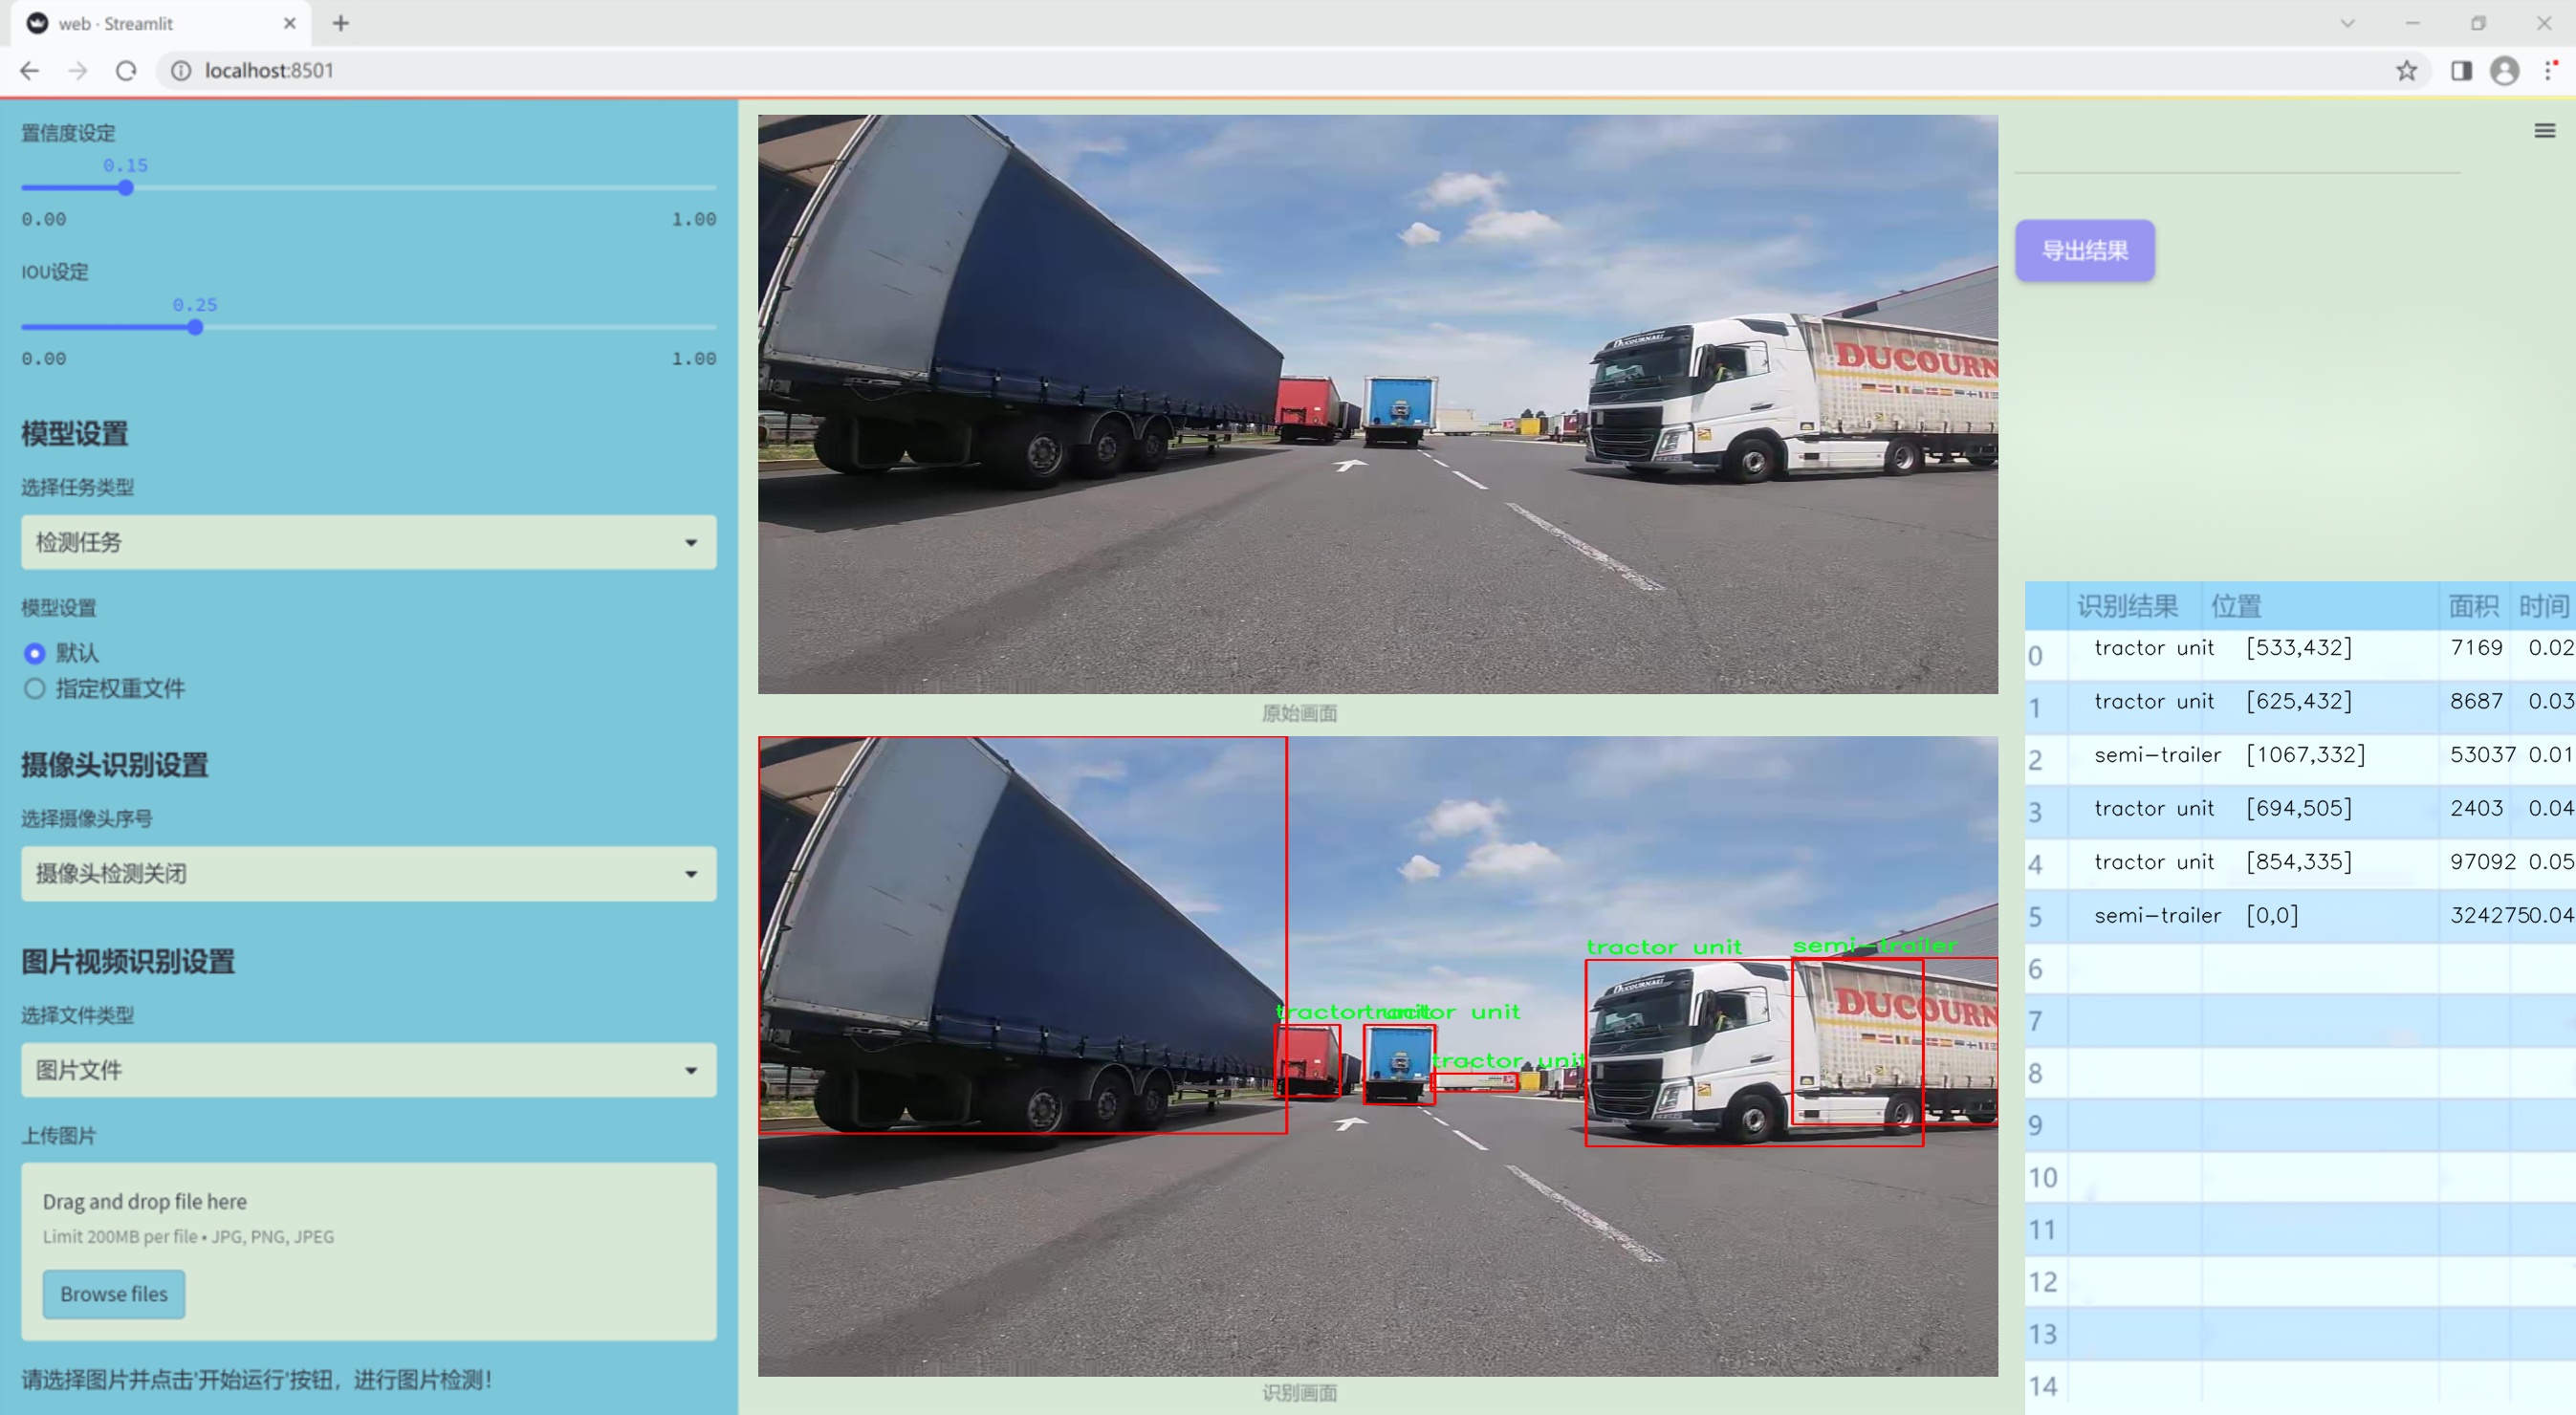 web · Streamlit
localhost:8501
置信度设定
0.15
0.00 1.00
IOU设定
0.25
0.00 1.00
模型设置
选择任务类型
检测任务
模型设置
默认
指定权重文件
摄像头识别设置
选择摄像头序号
摄像头检测关闭
图片视频识别设置
选择文件类型
图片文件
上传图片
Drag and drop file here
Limit 200MB per file • JPG, PNG, JPEG
Browse files
请选择图片并点击'开始运行'按钮，进行图片检测!
DUCOURNAU
DUCOURN
原始画面
tractor unit semi-trailer
tractor unit tractor unit
tractor unit
DUCOURNAU
DUCOURN
识别画面
导出结果
识别结果 位置 面积 时间
0 tractor unit [533,432] 7169 0.02
1 tractor unit [625,432] 8687 0.03
2 semi-trailer [1067,332] 53037 0.01
3 tractor unit [694,505] 2403 0.04
4 tractor unit [854,335] 97092 0.05
5 semi-trailer [0,0] 3242750.04
6
7
8
9
10
11
12
13
14